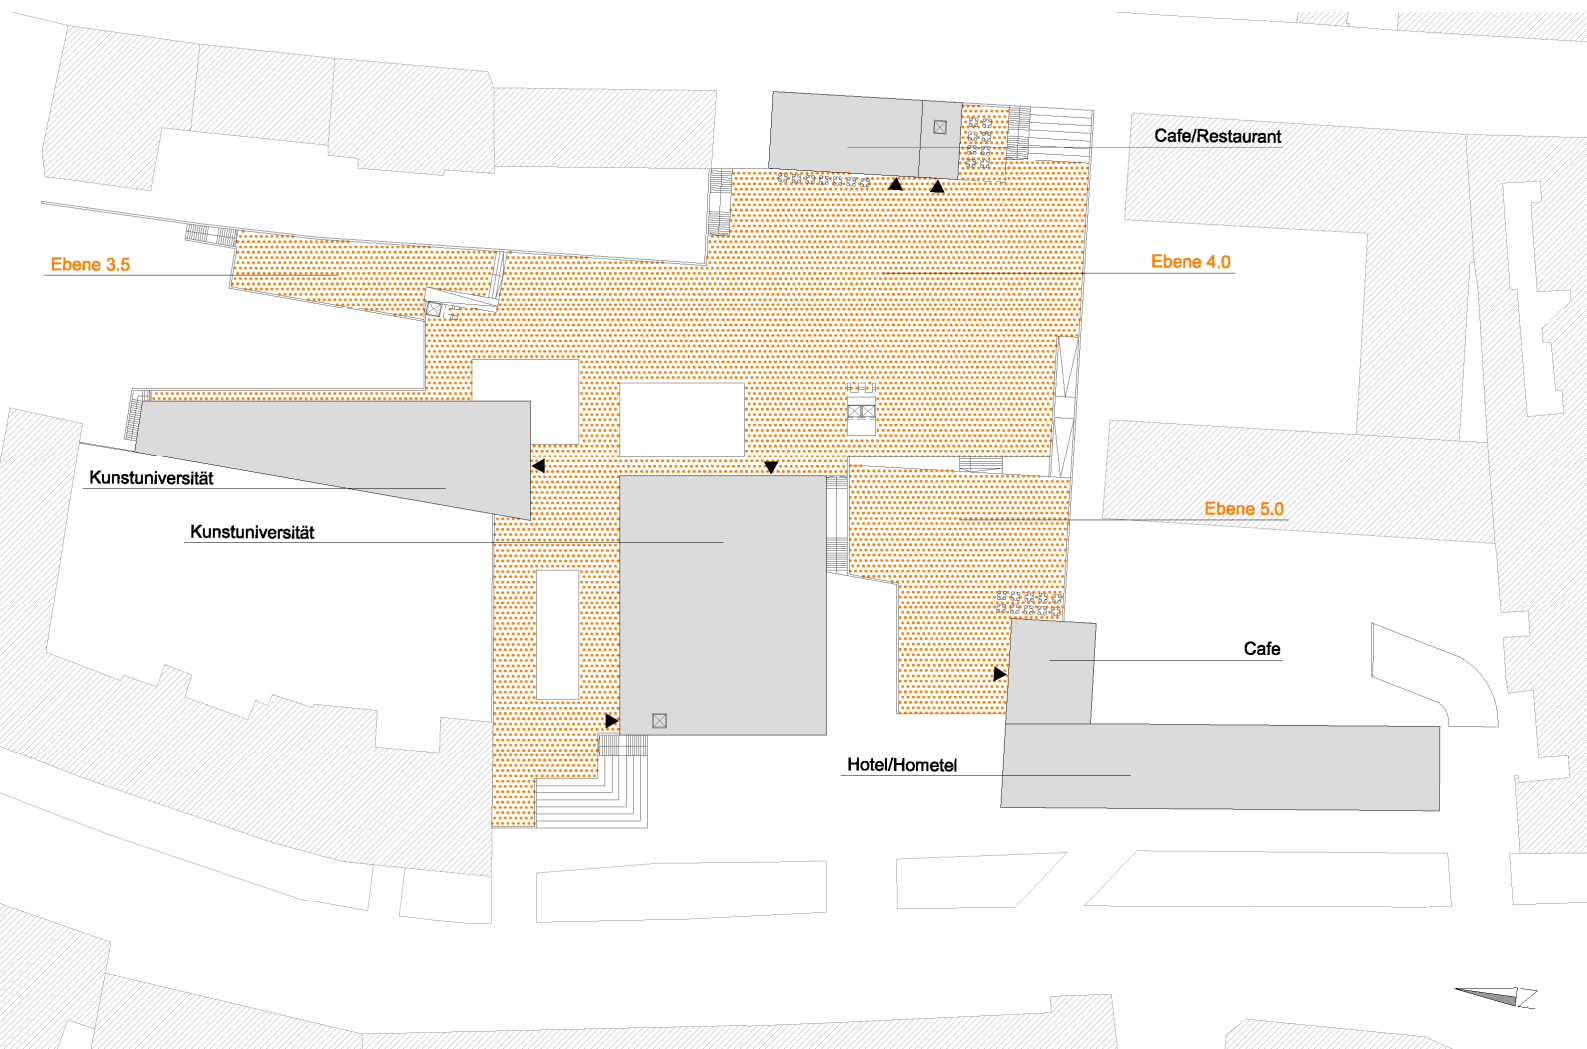 Cafe/Restaurant
Ebene 3.5
Ebene 4.0
Kunstuniversität
Ebene 5.0
Kunstuniversität
Cafe
Hotel/Hometel
N